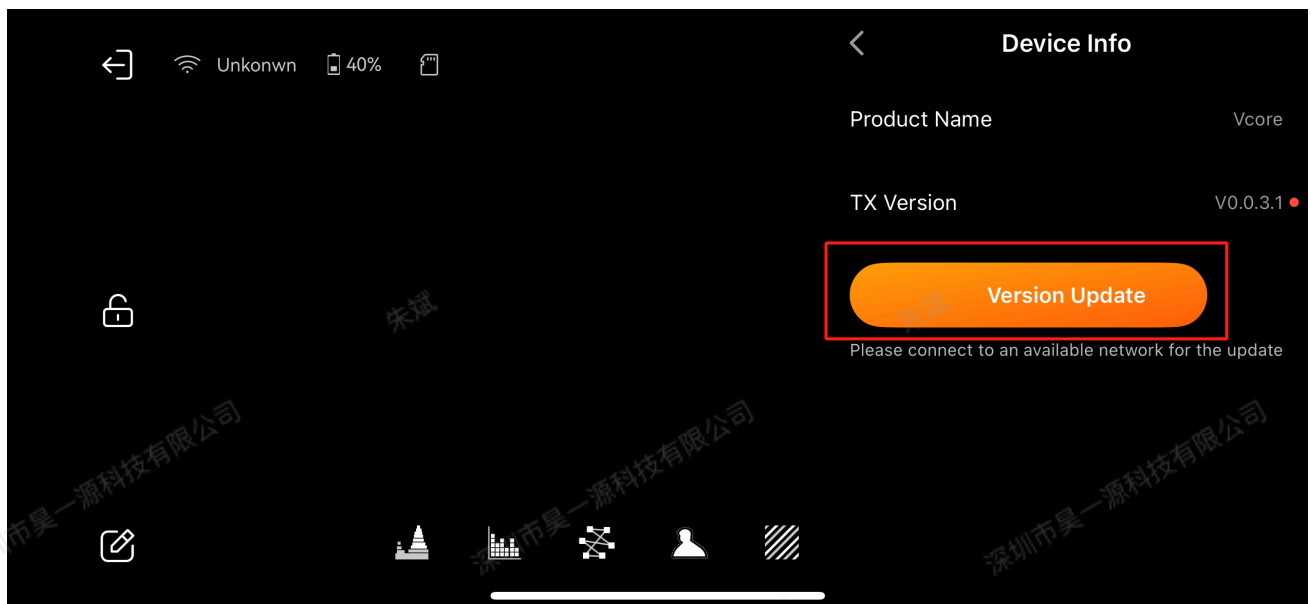 Device Info
Unkonwn
40%
Product Name
Vcore
TX Version
V0.0.3.1
Version Update
Please connect to an available network for the update
朱斌
朱斌
深圳市昊一源科技有限公司
深圳市昊一源科技有限公司
市昊一源科技有限公司